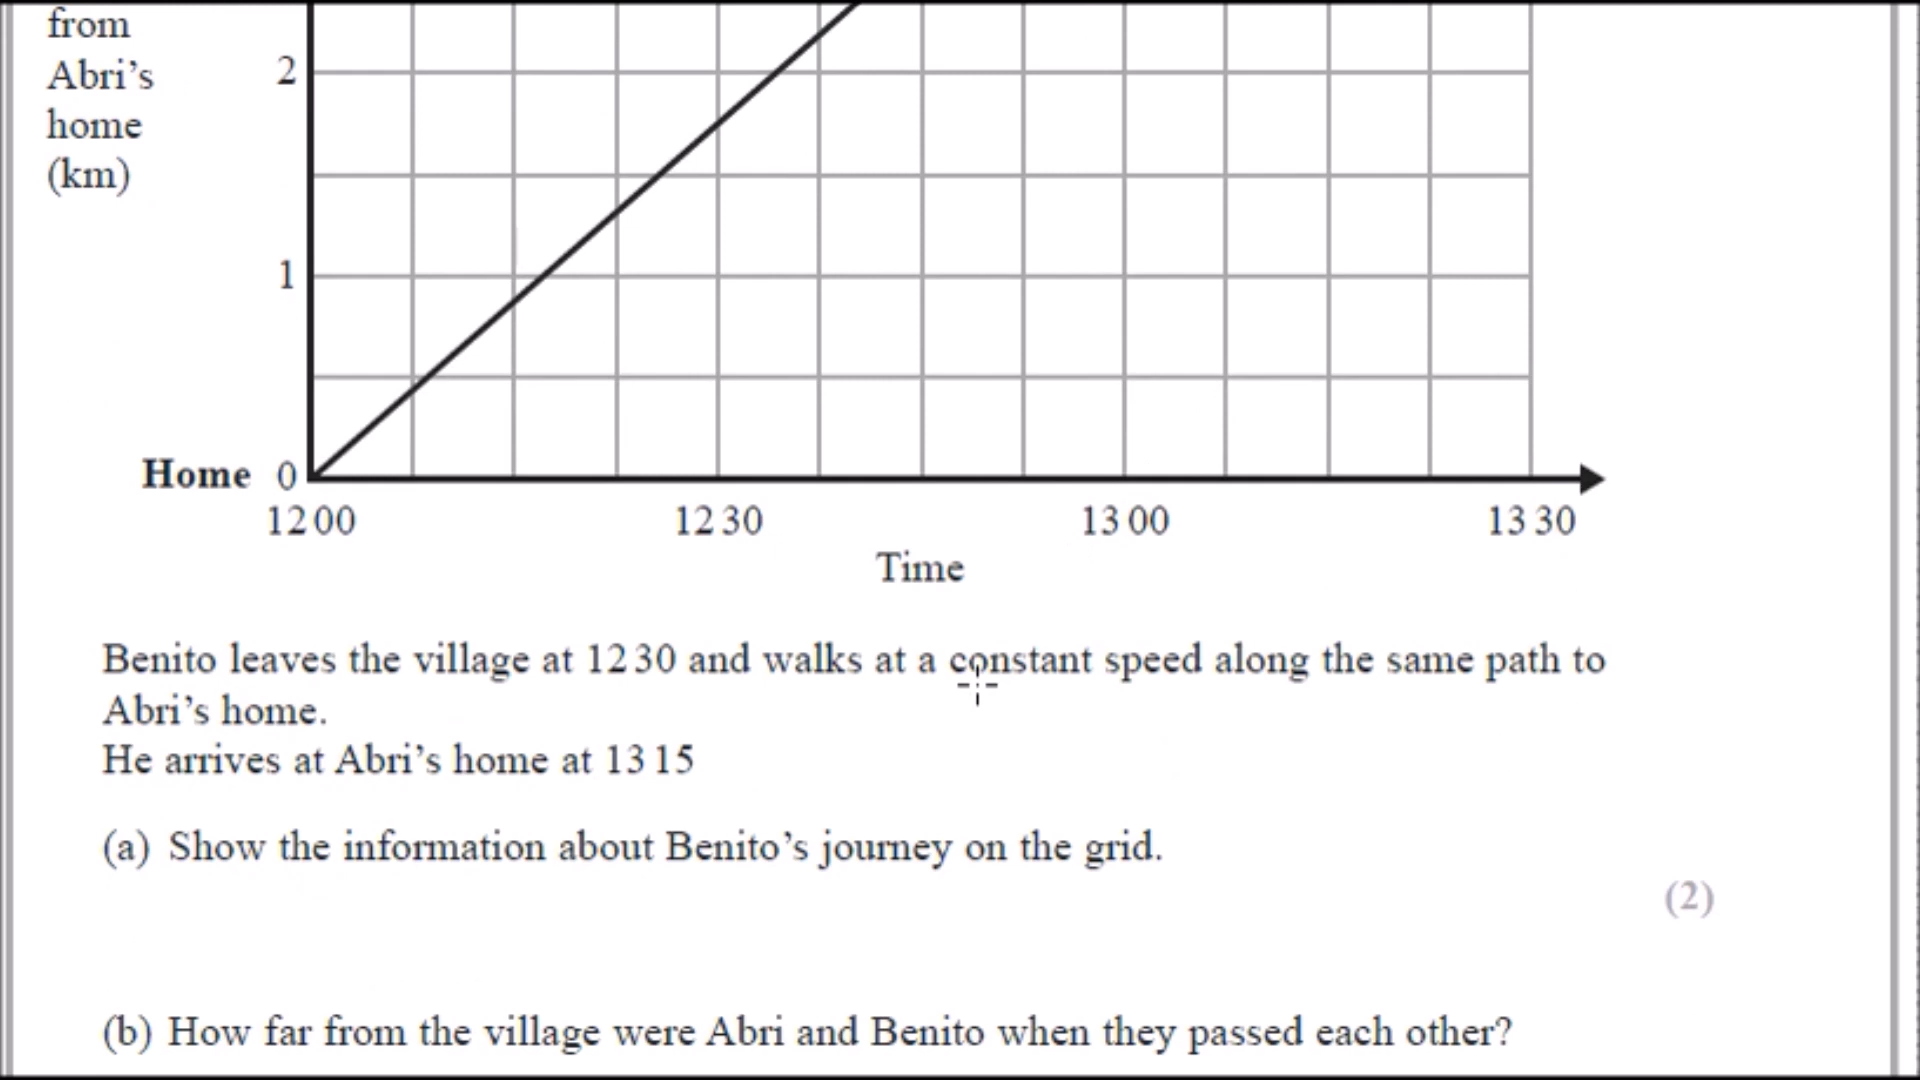 from
Abri’s
home
(km)
2
1
Home 0
12 00 12 30 13 00 13 30
Time
Benito leaves the village at 12 30 and walks at a constant speed along the same path to
Abri’s home.
He arrives at Abri’s home at 13 15
(a) Show the information about Benito’s journey on the grid.
(2)
(b) How far from the village were Abri and Benito when they passed each other?